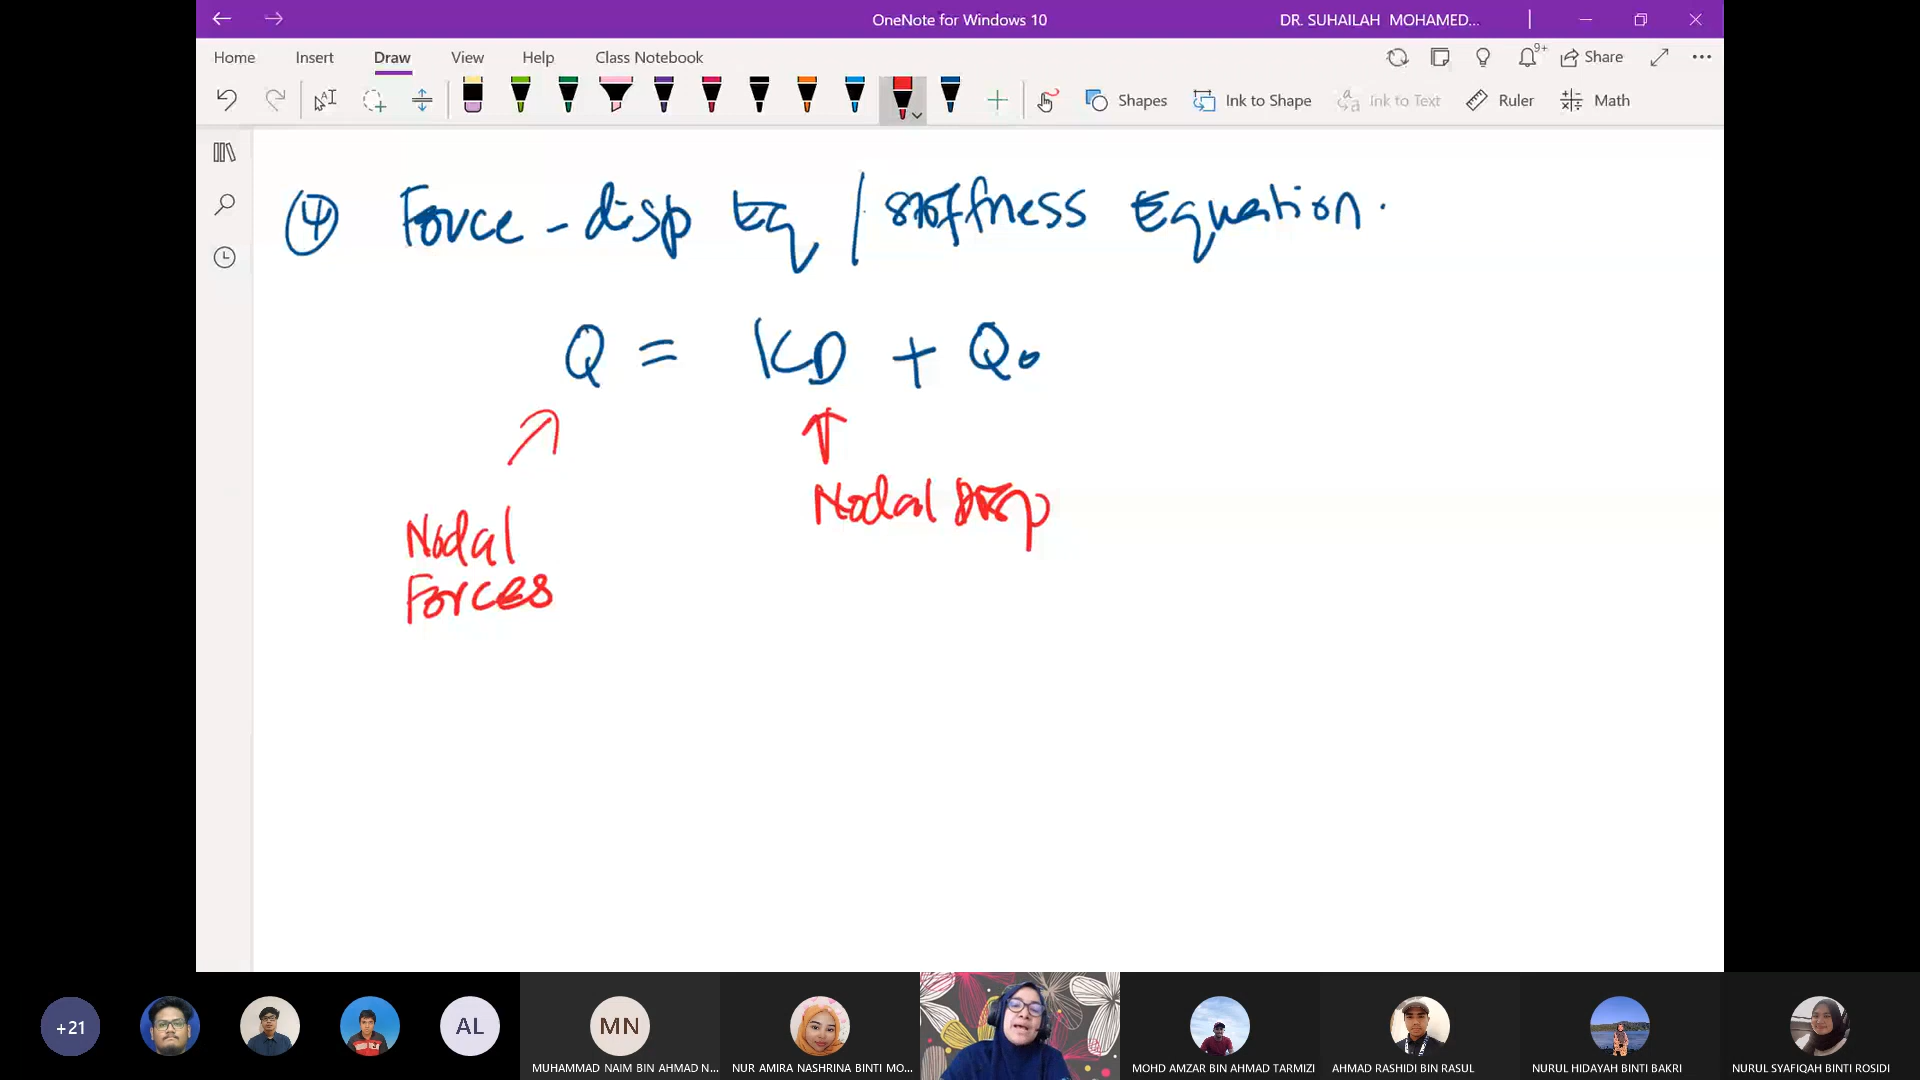 OneNote for Windows 10
DR. SUHAILAH MOHAMED...
Home Insert Draw View Help Class Notebook
9+
Share
Shapes
Ink to Shape
Ink to Text
Ruler
Math
④ Force-disp Eq / stiffness Equation.
Q = KD + Q₀
Nodal disp
Nodal
Forces
+21
AL
MN
MUHAMMAD NAIM BIN AHMAD N...
NUR AMIRA NASHRINA BINTI MO...
MOHD AMZAR BIN AHMAD TARMIZI
AHMAD RASHIDI BIN RASUL
NURUL HIDAYAH BINTI BAKRI
NURUL SYAFIQAH BINTI ROSIDI